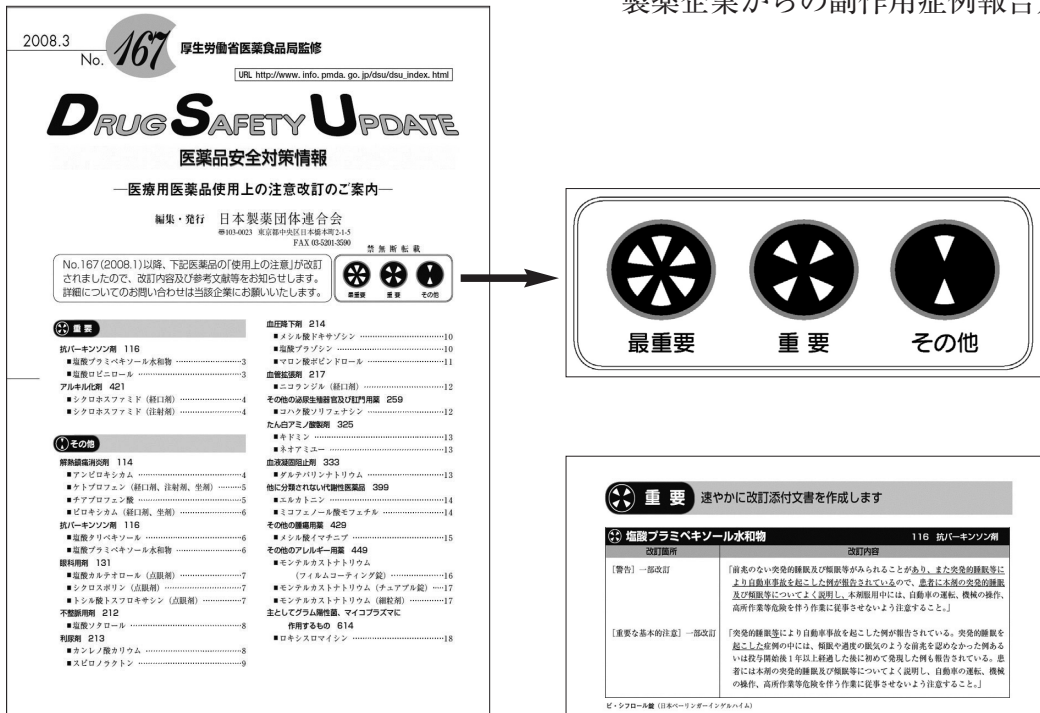 製薬企業からの副作用症例報告
2008.3
No. 167
厚生労働省医薬食品局監修
URL http://www. info. pmda. go. jp/dsu/dsu_index. html
DRUG SAFETY UPDATE
医薬品安全対策情報
―医療用医薬品使用上の注意改訂のご案内―
編集・発行 日本製薬団体連合会
〠103-0023 東京都中央区日本橋本町2-1-5
FAX 03-5201-3590
禁 無 断 転 載
No.167(2008.1)以降、下記医薬品の「使用上の注意」が改訂
されましたので、改訂内容及び参考文献等をお知らせします。
詳細についてのお問い合わせは当該企業にお願いいたします。
最重要 重 要 その他
重 要
抗パーキンソン剤 116
■塩酸プラミペキソール水和物 …………………3
■塩酸ロピニロール …………………3
アルキル化剤 421
■シクロホスファミド(経口剤) …………………4
■シクロホスファミド(注射剤) …………………4
その他
解熱鎮痛消炎剤 114
■アンピロキシカム …………………4
■ケトプロフェン(経口剤、注射剤、坐剤) …………5
■チアプロフェン酸 …………………5
■ピロキシカム(経口剤、坐剤) …………………6
抗パーキンソン剤 116
■塩酸タリペキソール …………………6
■塩酸プラミペキソール水和物 …………………6
眼科用剤 131
■塩酸カルテオロール(点眼剤) …………………7
■シクロスポリン(点眼剤) …………………7
■トシル酸トスフロキサシン(点眼剤) …………………7
不整脈用剤 212
■塩酸ソタロール …………………8
利尿剤 213
■カンレノ酸カリウム …………………8
■スピロノラクトン …………………9
血圧降下剤 214
■メシル酸ドキサゾシン …………………10
■塩酸プラゾシン …………………10
■マロン酸ボピンドロール …………………11
血管拡張剤 217
■ニコランジル(経口剤) …………………12
その他の泌尿生殖器官及び肛門用薬 259
■コハク酸ソリフェナシン …………………12
たん白アミノ酸製剤 325
■キドミン …………………13
■ネオアミユー …………………13
血液凝固阻止剤 333
■ダルテパリンナトリウム …………………13
他に分類されない代謝性医薬品 399
■エルカトニン …………………14
■ミコフェノール酸モフェチル …………………14
その他の腫瘍用薬 429
■メシル酸イマチニブ …………………15
その他のアレルギー用薬 449
■モンテルカストナトリウム
(フィルムコーティング錠) …………………16
■モンテルカストナトリウム(チュアブル錠) ……17
■モンテルカストナトリウム(細粒剤) …………17
主としてグラム陽性菌、マイコプラズマに
作用するもの 614
■ロキシスロマイシン …………………18
最重要 重 要 その他
重 要 速やかに改訂添付文書を作成します
塩酸プラミペキソール水和物 116 抗パーキンソン剤
改訂箇所 改訂内容
[警告] 一部改訂
「前兆のない突発的睡眠及び傾眠等がみられることがあり、また突発的睡眠等に
より自動車事故を起こした例が報告されているので、患者に本剤の突発的睡眠
及び傾眠等についてよく説明し、本剤服用中には、自動車の運転、機械の操作、
高所作業等危険を伴う作業に従事させないよう注意すること。」
[重要な基本的注意] 一部改訂
「突発的睡眠等により自動車事故を起こした例が報告されている。突発的睡眠を
起こした症例の中には、傾眠や過度の眠気のような前兆を認めなかった例ある
いは投与開始後1年以上経過した後に初めて発現した例も報告されている。患
者には本剤の突発的睡眠及び傾眠等についてよく説明し、自動車の運転、機械
の操作、高所作業等危険を伴う作業に従事させないよう注意すること。」
ビ・シフロール錠(日本ベーリンガーインゲルハイム)